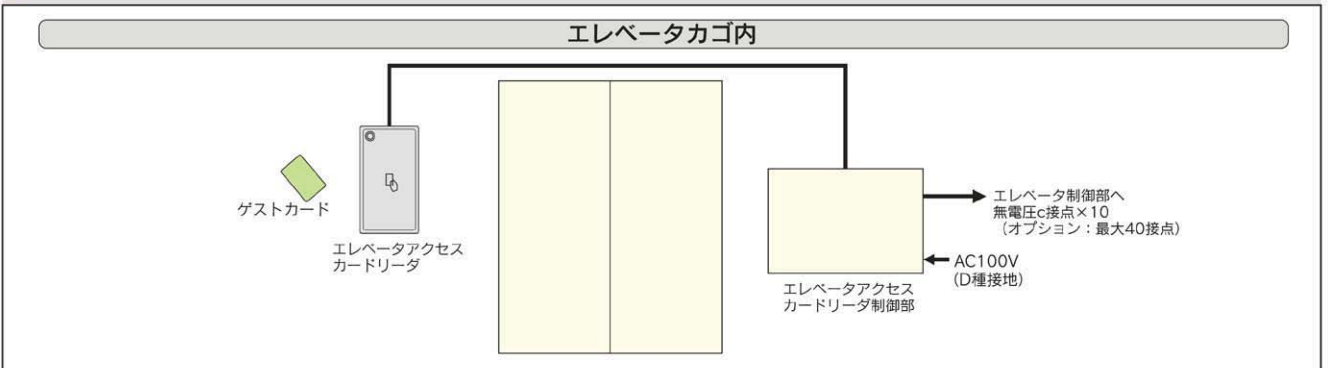 エレベータカゴ内
ゲストカード
エレベータアクセス
カードリーダ
エレベータアクセス
カードリーダ制御部
エレベータ制御部へ
無電圧c接点×10
（オプション：最大40接点）
AC100V
(D種接地)